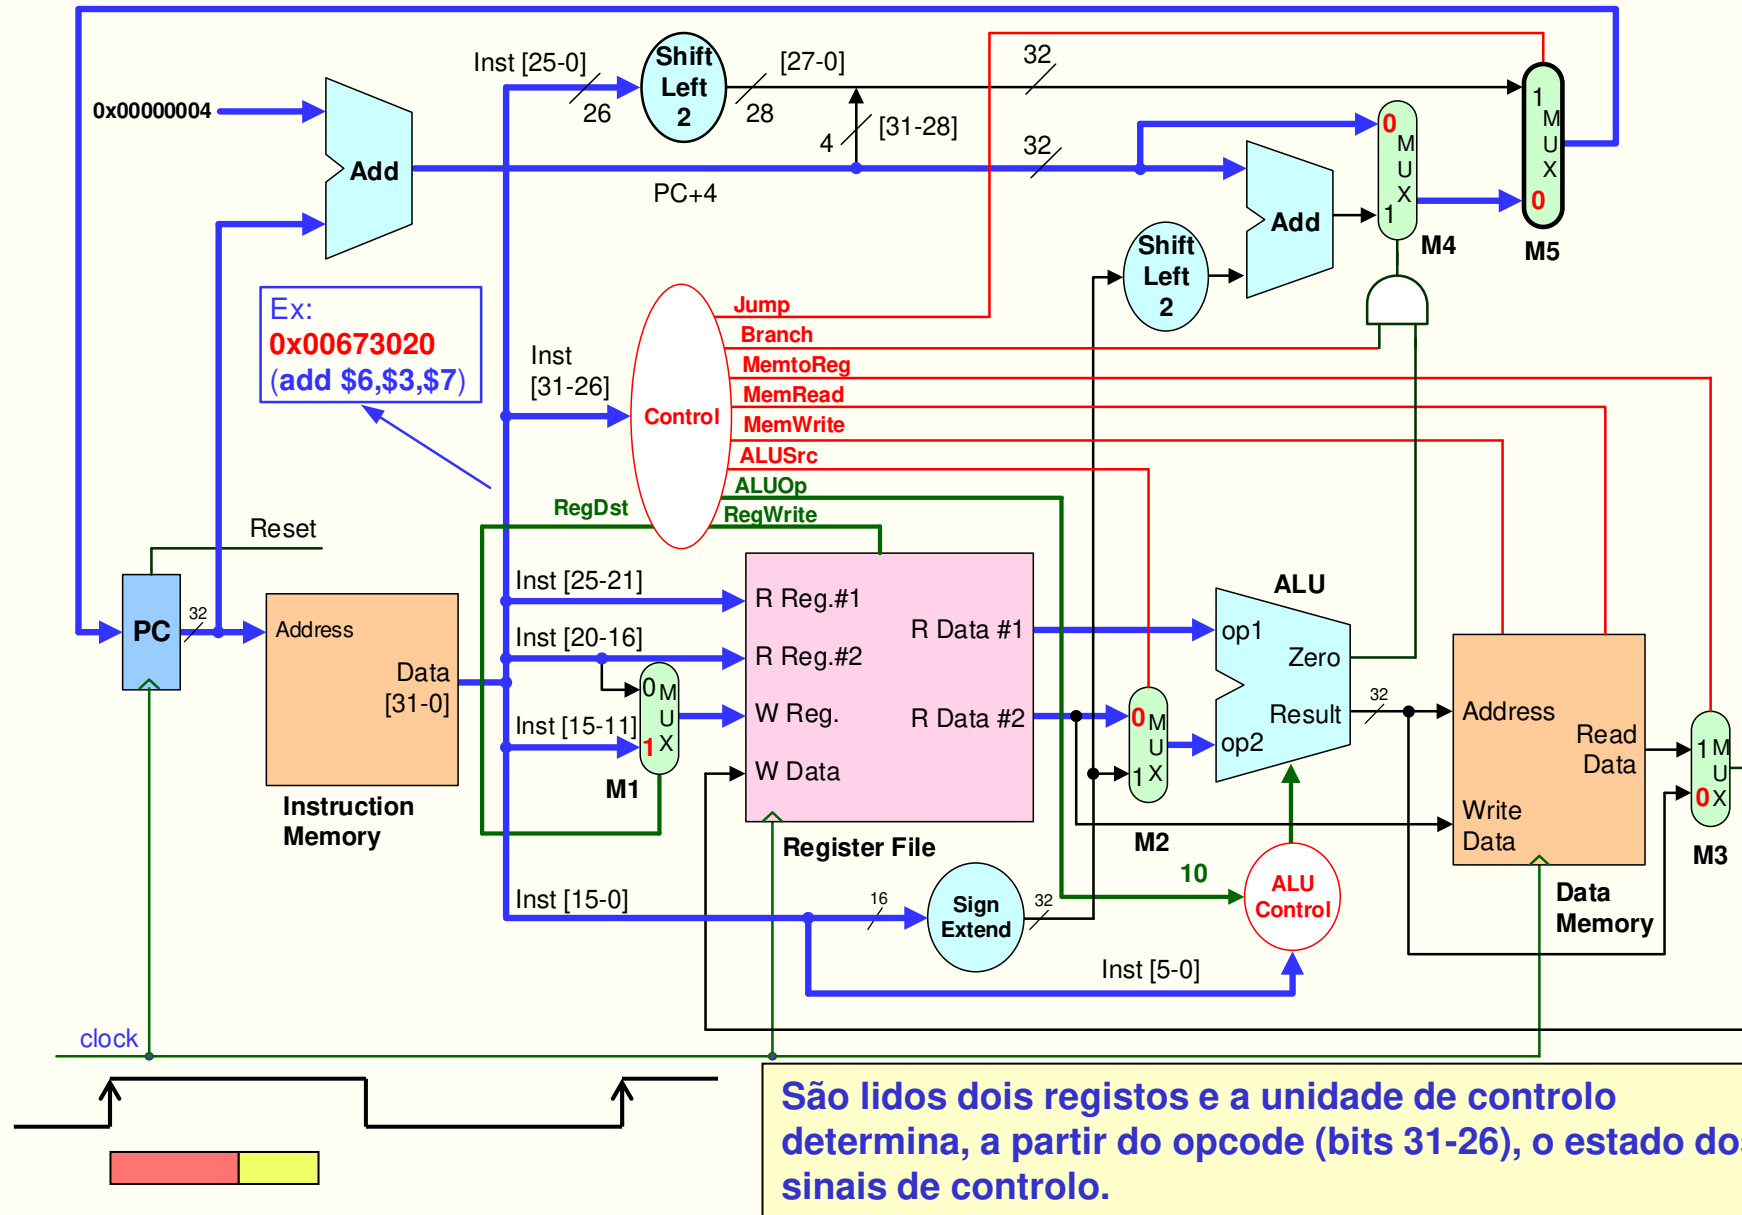 Inst [25-0]
26
Shift
Left
2
28
[27-0]
32
4
[31-28]
0x00000004
Add
PC+4
32
Shift
Left
2
Add
0
M
U
X
1
M4
1
M
U
X
0
M5
Ex:
0x00673020
(add $6,$3,$7)
Inst
[31-26]
Control
Jump
Branch
MemtoReg
MemRead
MemWrite
ALUSrc
ALUOp
RegWrite
RegDst
Reset
PC
32
Address
Data
[31-0]
Instruction
Memory
Inst [25-21]
Inst [20-16]
Inst [15-11]
0
M
U
X
1
M1
R Reg.#1
R Reg.#2
W Reg.
W Data
R Data #1
R Data #2
Register File
0
M
U
X
1
M2
ALU
op1
Zero
Result
op2
32
Address
Read
Data
Write
Data
Data
Memory
1
M
U
X
0
M3
Inst [15-0]
16
Sign
Extend
32
10
ALU
Control
Inst [5-0]
clock
São lidos dois registos e a unidade de controlo
determina, a partir do opcode (bits 31-26), o estado dos
sinais de controlo.